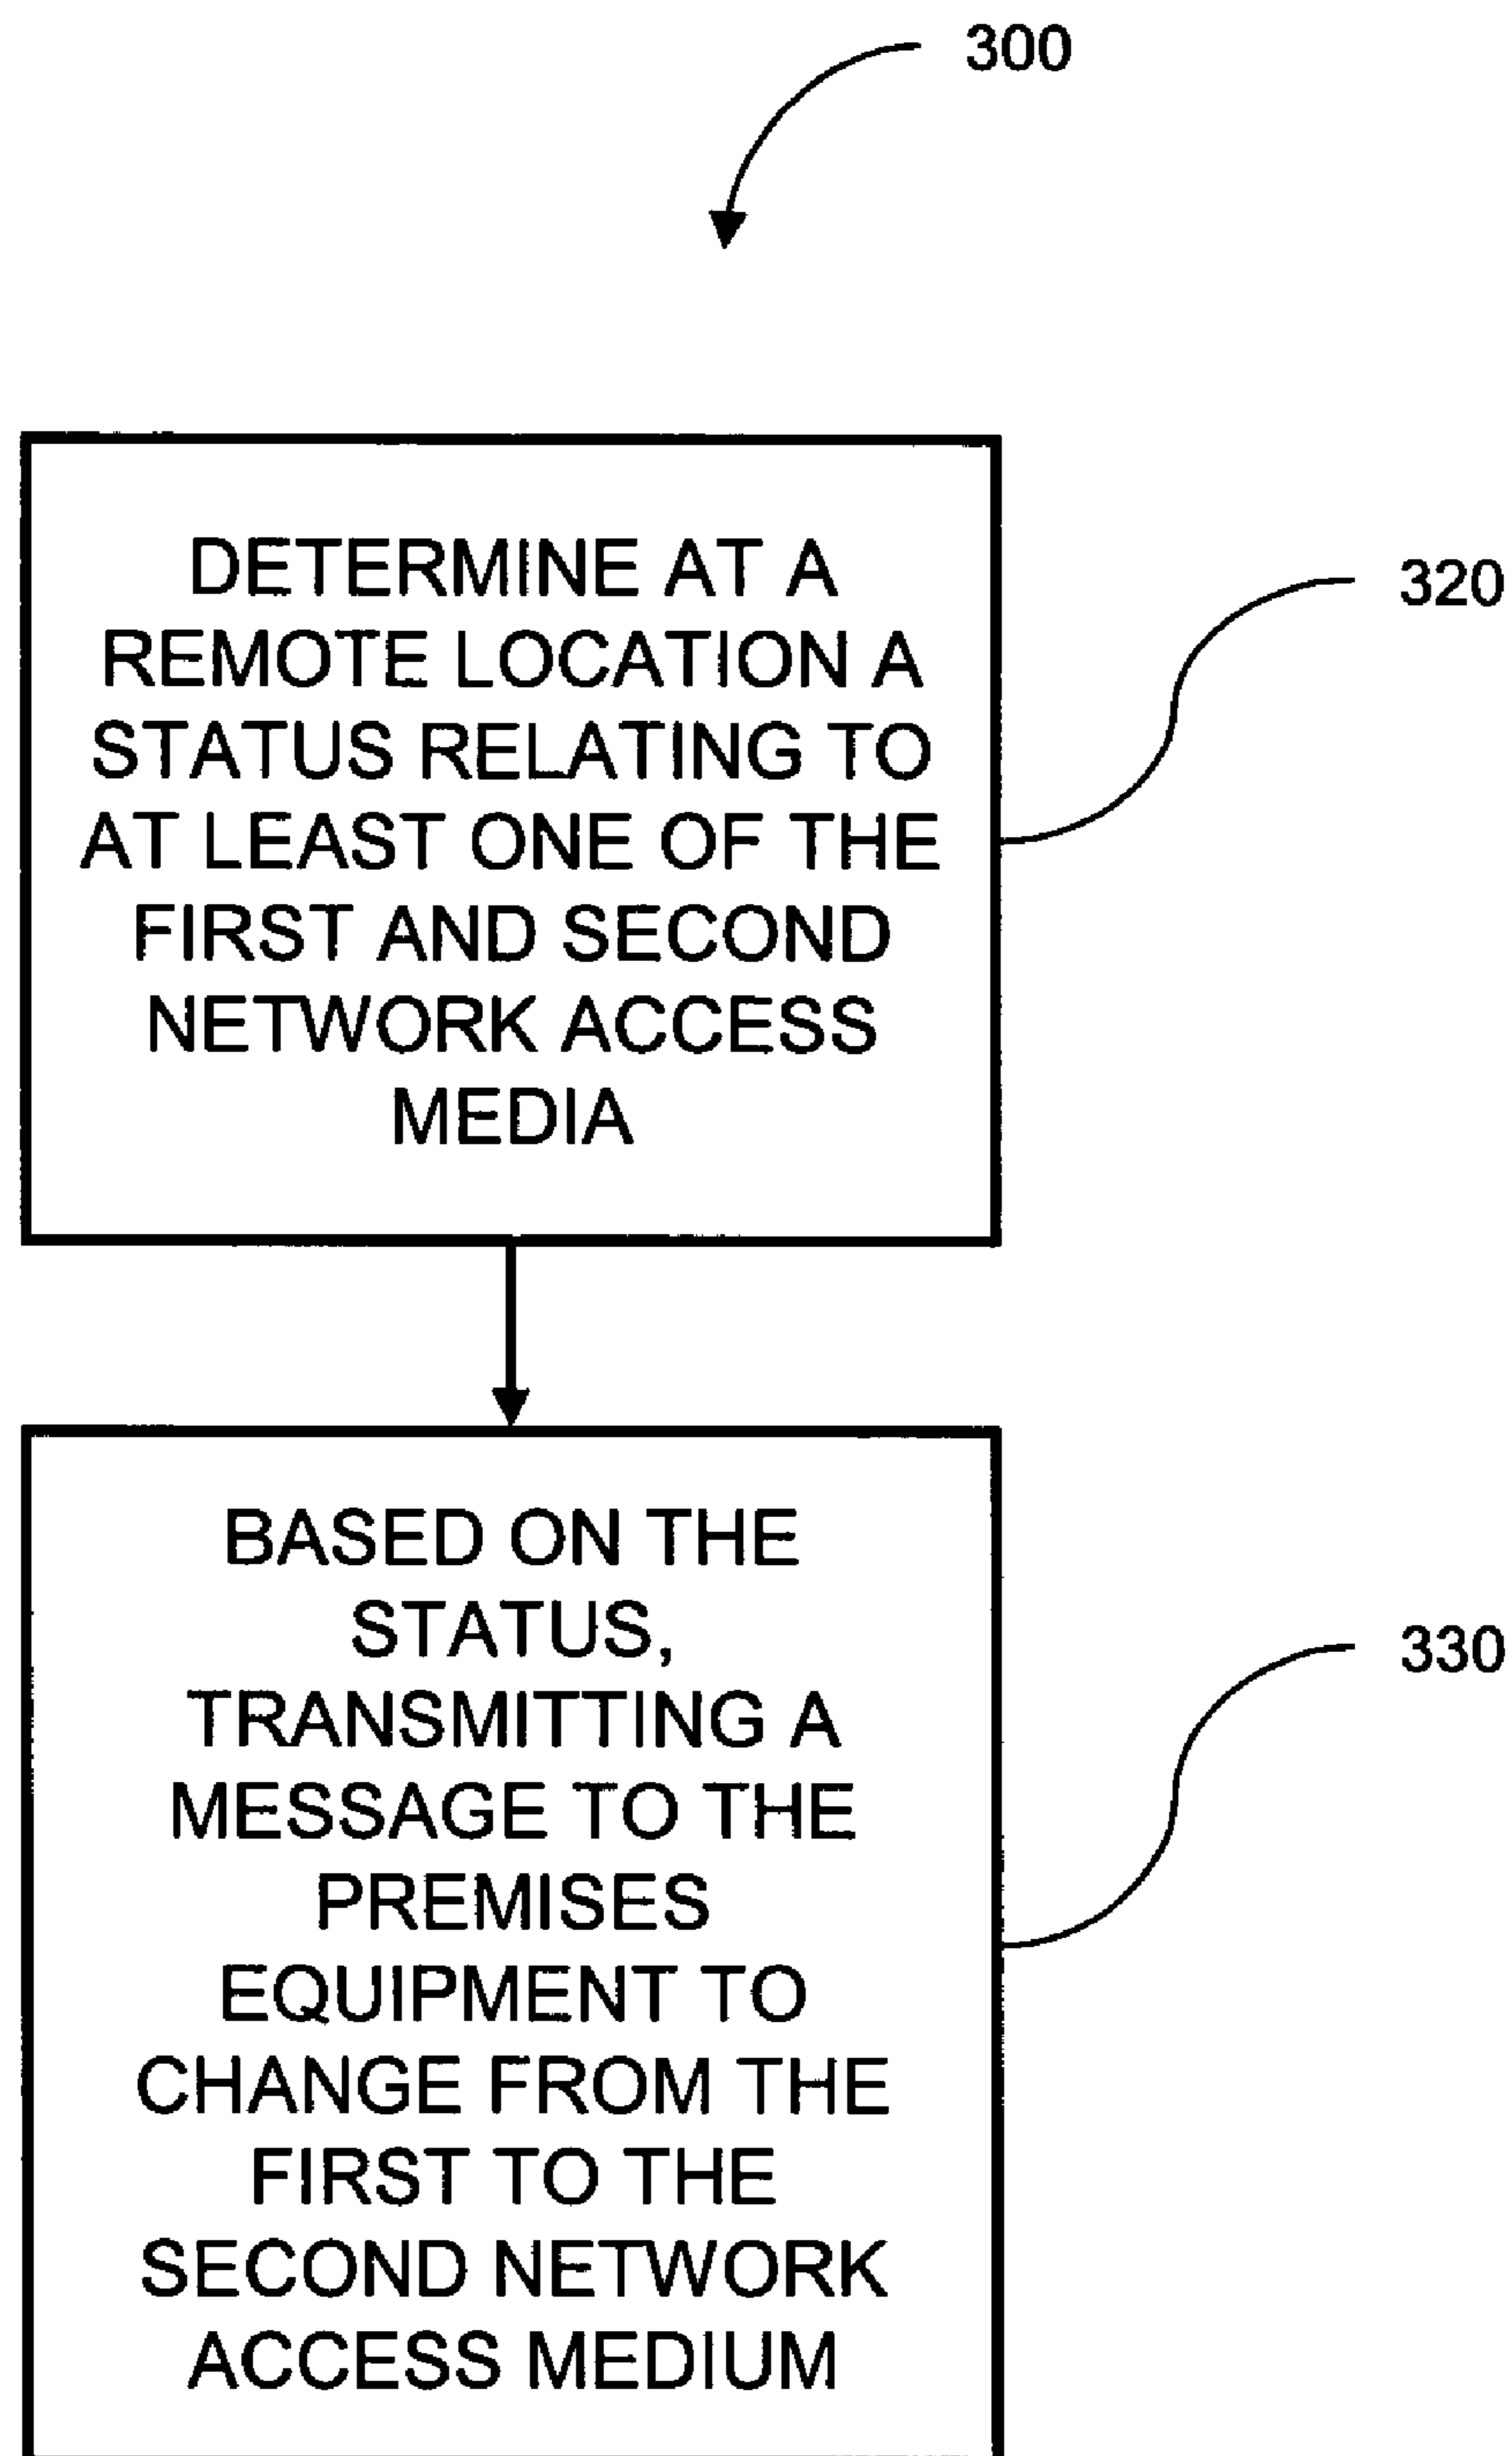 300
DETERMINE AT A
REMOTE LOCATION A
STATUS RELATING TO
AT LEAST ONE OF THE
FIRST AND SECOND
NETWORK ACCESS
MEDIA
320
BASED ON THE
STATUS,
TRANSMITTING A
MESSAGE TO THE
PREMISES
EQUIPMENT TO
CHANGE FROM THE
FIRST TO THE
SECOND NETWORK
ACCESS MEDIUM
330